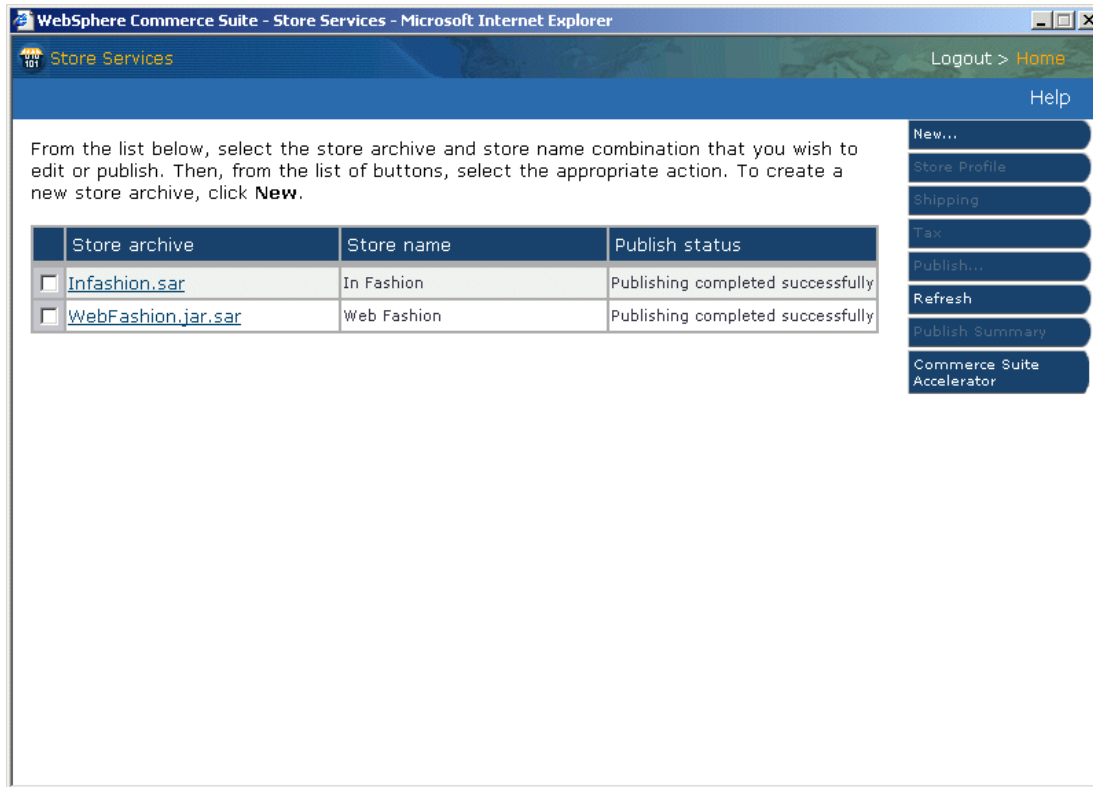 WebSphere Commerce Suite - Store Services - Microsoft Internet Explorer
010
101
Store Services
Logout > Home
Help
From the list below, select the store archive and store name combination that you wish to
edit or publish. Then, from the list of buttons, select the appropriate action. To create a
new store archive, click New.
Store archive Store name Publish status
Infashion.sar In Fashion Publishing completed successfully
WebFashion.jar.sar Web Fashion Publishing completed successfully
New...
Store Profile
Shipping
Tax
Publish...
Refresh
Publish Summary
Commerce Suite
Accelerator